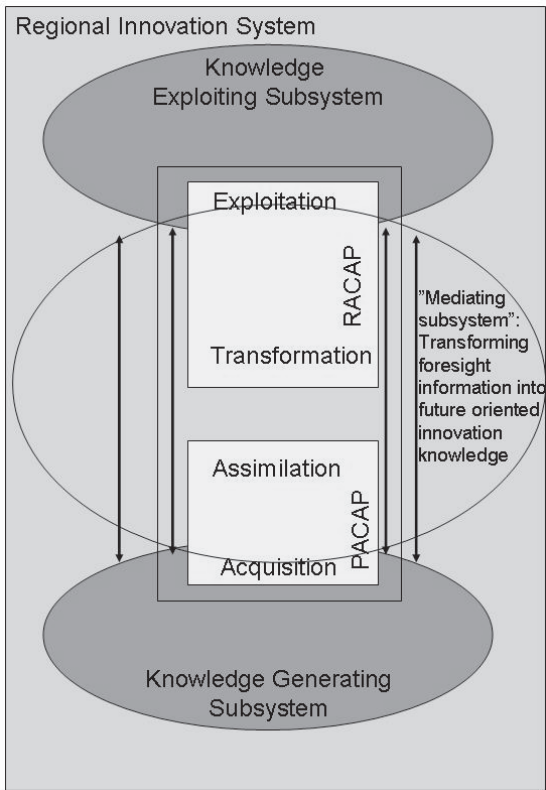 Regional Innovation System
Knowledge
Exploiting Subsystem
Exploitation
RACAP
Transformation
"Mediating
subsystem":
Transforming
foresight
information into
future oriented
innovation
knowledge
Assimilation
PACAP
Acquisition
Knowledge Generating
Subsystem